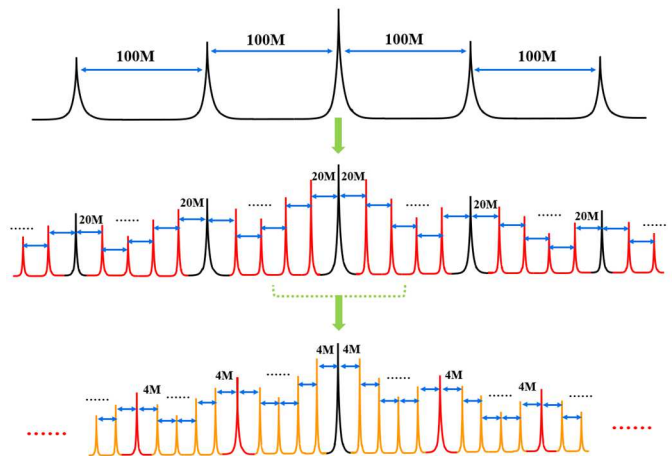 100M 100M 100M 100M
20M 20M
20M 20M 20M 20M
...... ...... ...... ...... ...... ......
4M 4M
4M 4M 4M 4M
...... ...... ...... ...... ...... ......
...... ......